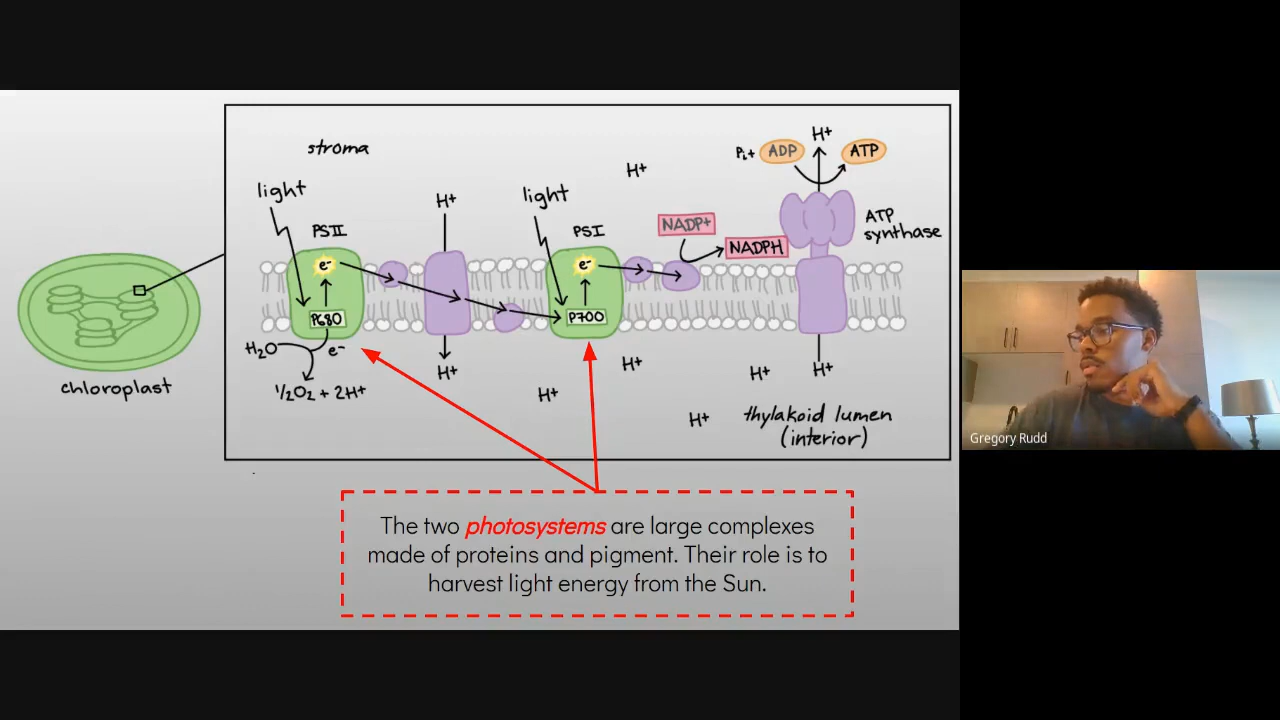 stroma
light
PSII
e-
P680
H₂O
e-
½O₂ + 2H+
H+
H+
light
PSI
e-
P700
H+
NADP+
NADPH
Pi+ ADP
H+
ATP
ATP
synthase
H+
H+
H+
H+
H+
thylakoid lumen
(interior)
chloroplast
The two photosystems are large complexes
made of proteins and pigment. Their role is to
harvest light energy from the Sun.
Gregory Rudd